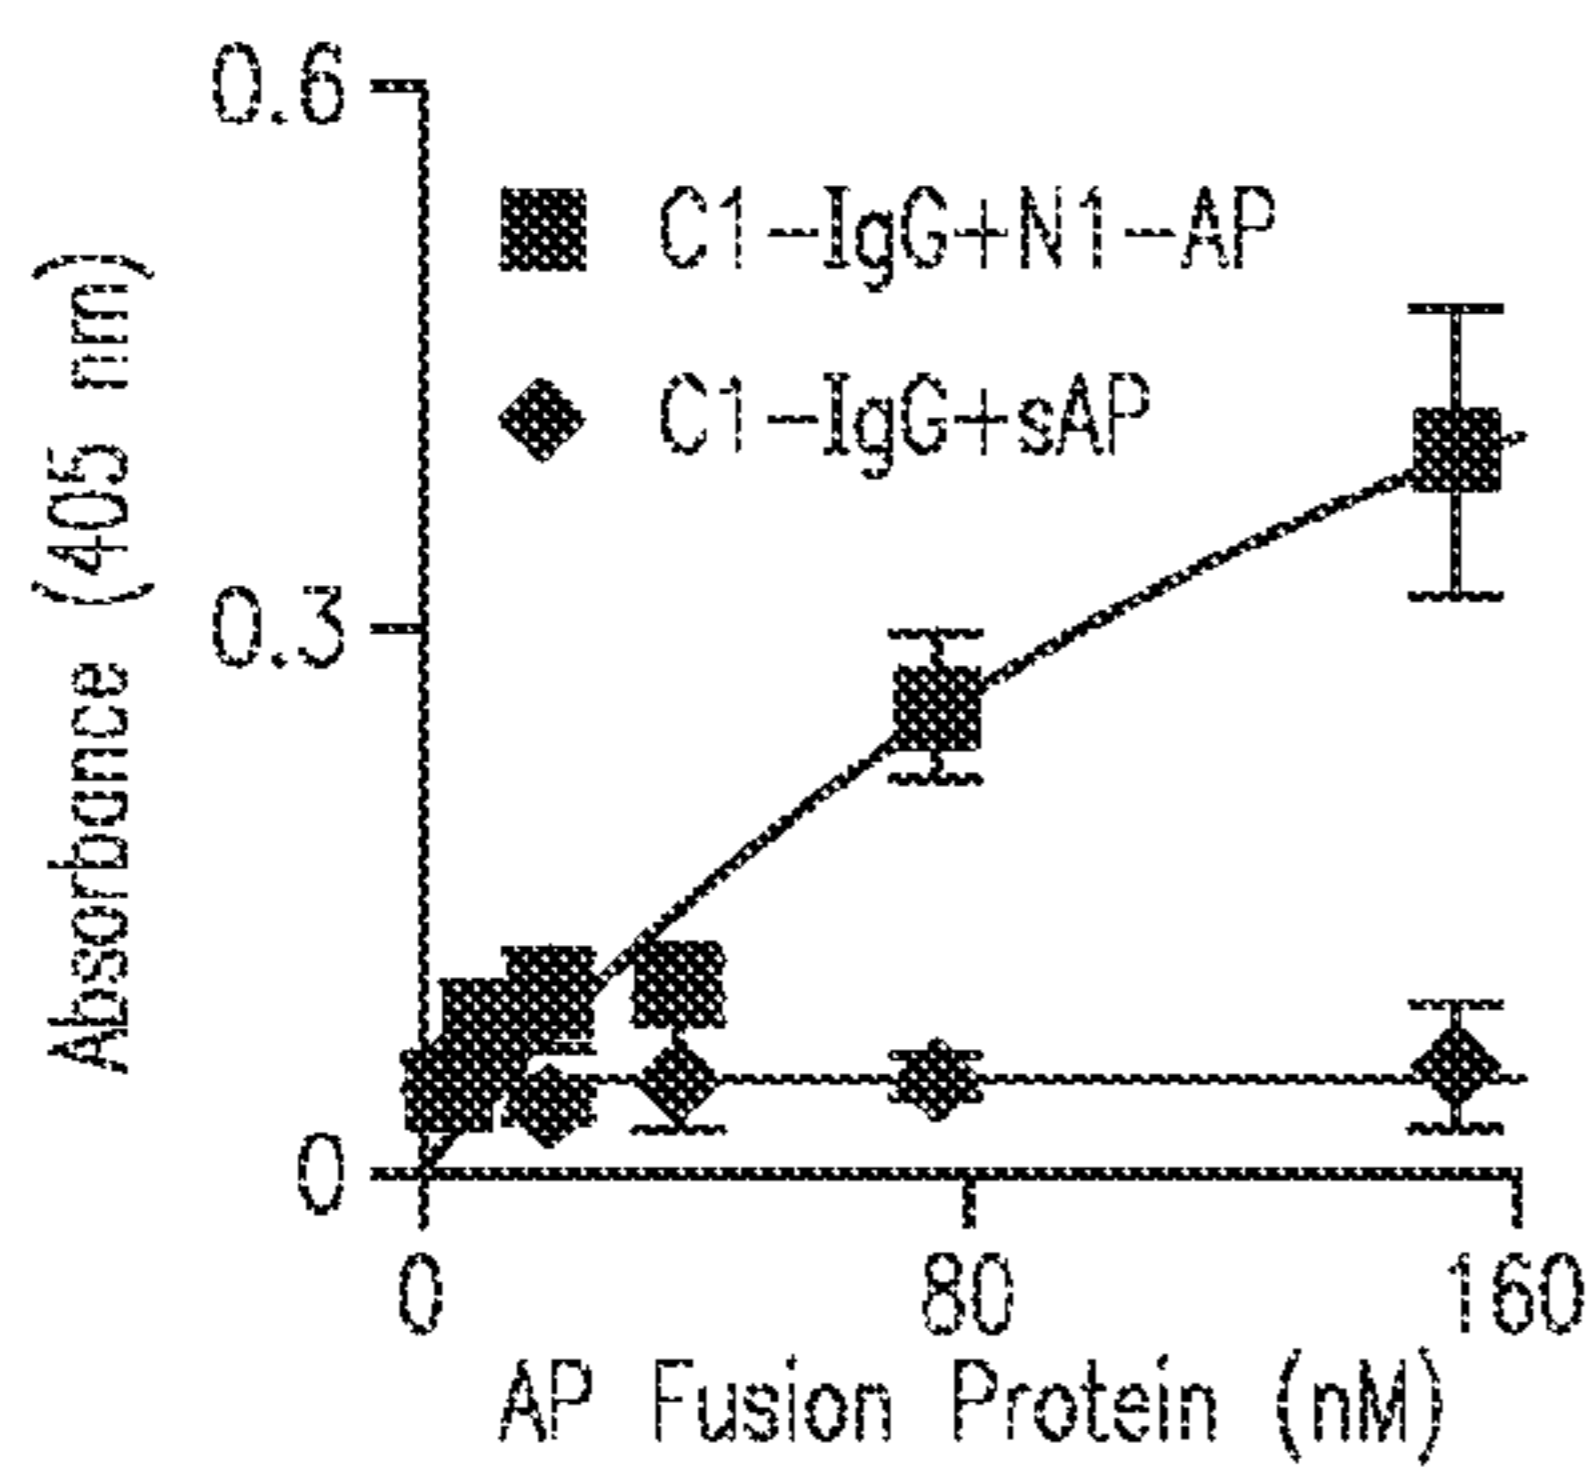 0.6
C1-IgG+N1-AP
C1-IgG+sAP
Absorbance (405 nm)
0.3
0
0 80 160
AP Fusion Protein (nM)